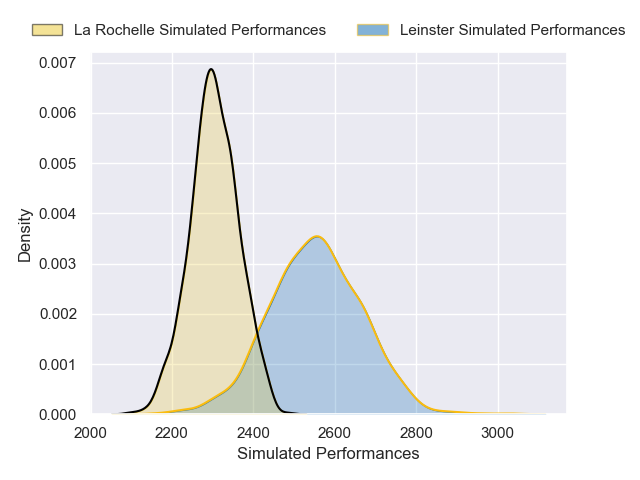 La Rochelle Simulated Performances Leinster Simulated Performances
0.007
0.006
0.005
0.004
0.003
0.002
0.001
0.000
Density
2000 2200 2400 2600 2800 3000
Simulated Performances